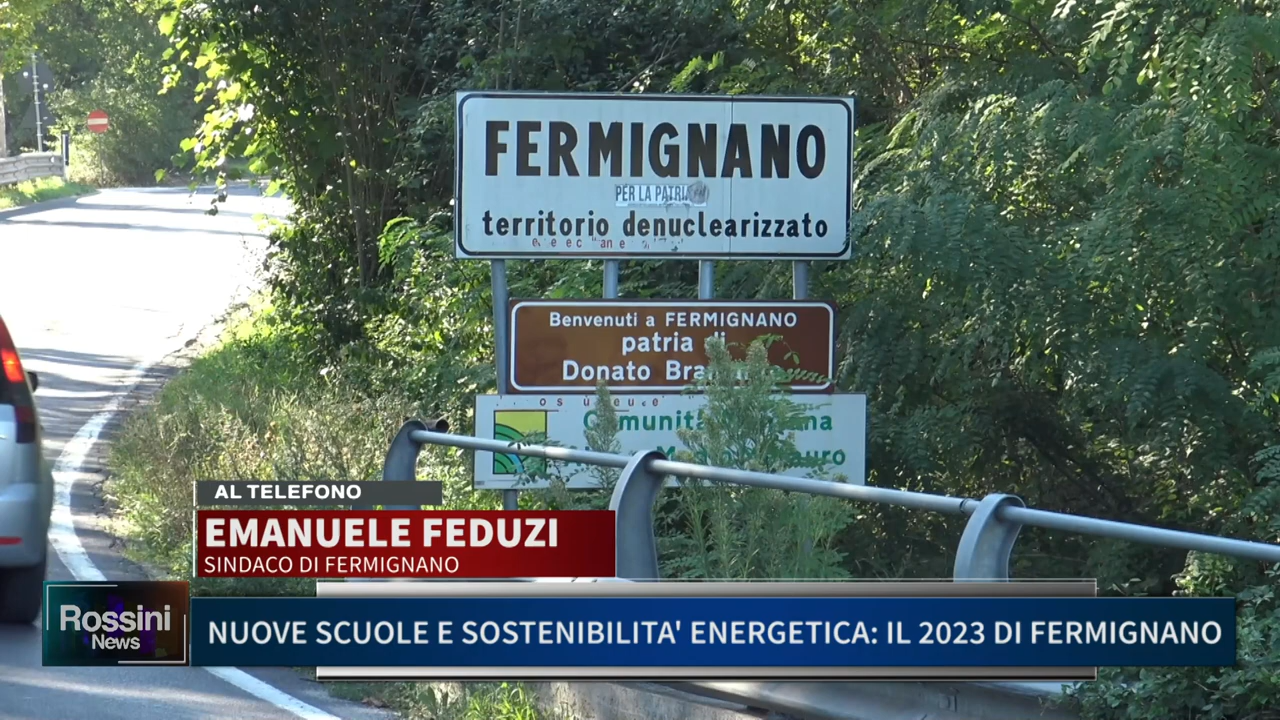 FERMIGNANO
PER LA PATRIA
territorio denuclearizzato
Benvenuti a FERMIGNANO
patria di
Donato
AL TELEFONO
EMANUELE FEDUZI
SINDACO DI FERMIGNANO
Rossini
News
NUOVE SCUOLE E SOSTENIBILITA' ENERGETICA: IL 2023 DI FERMIGNANO